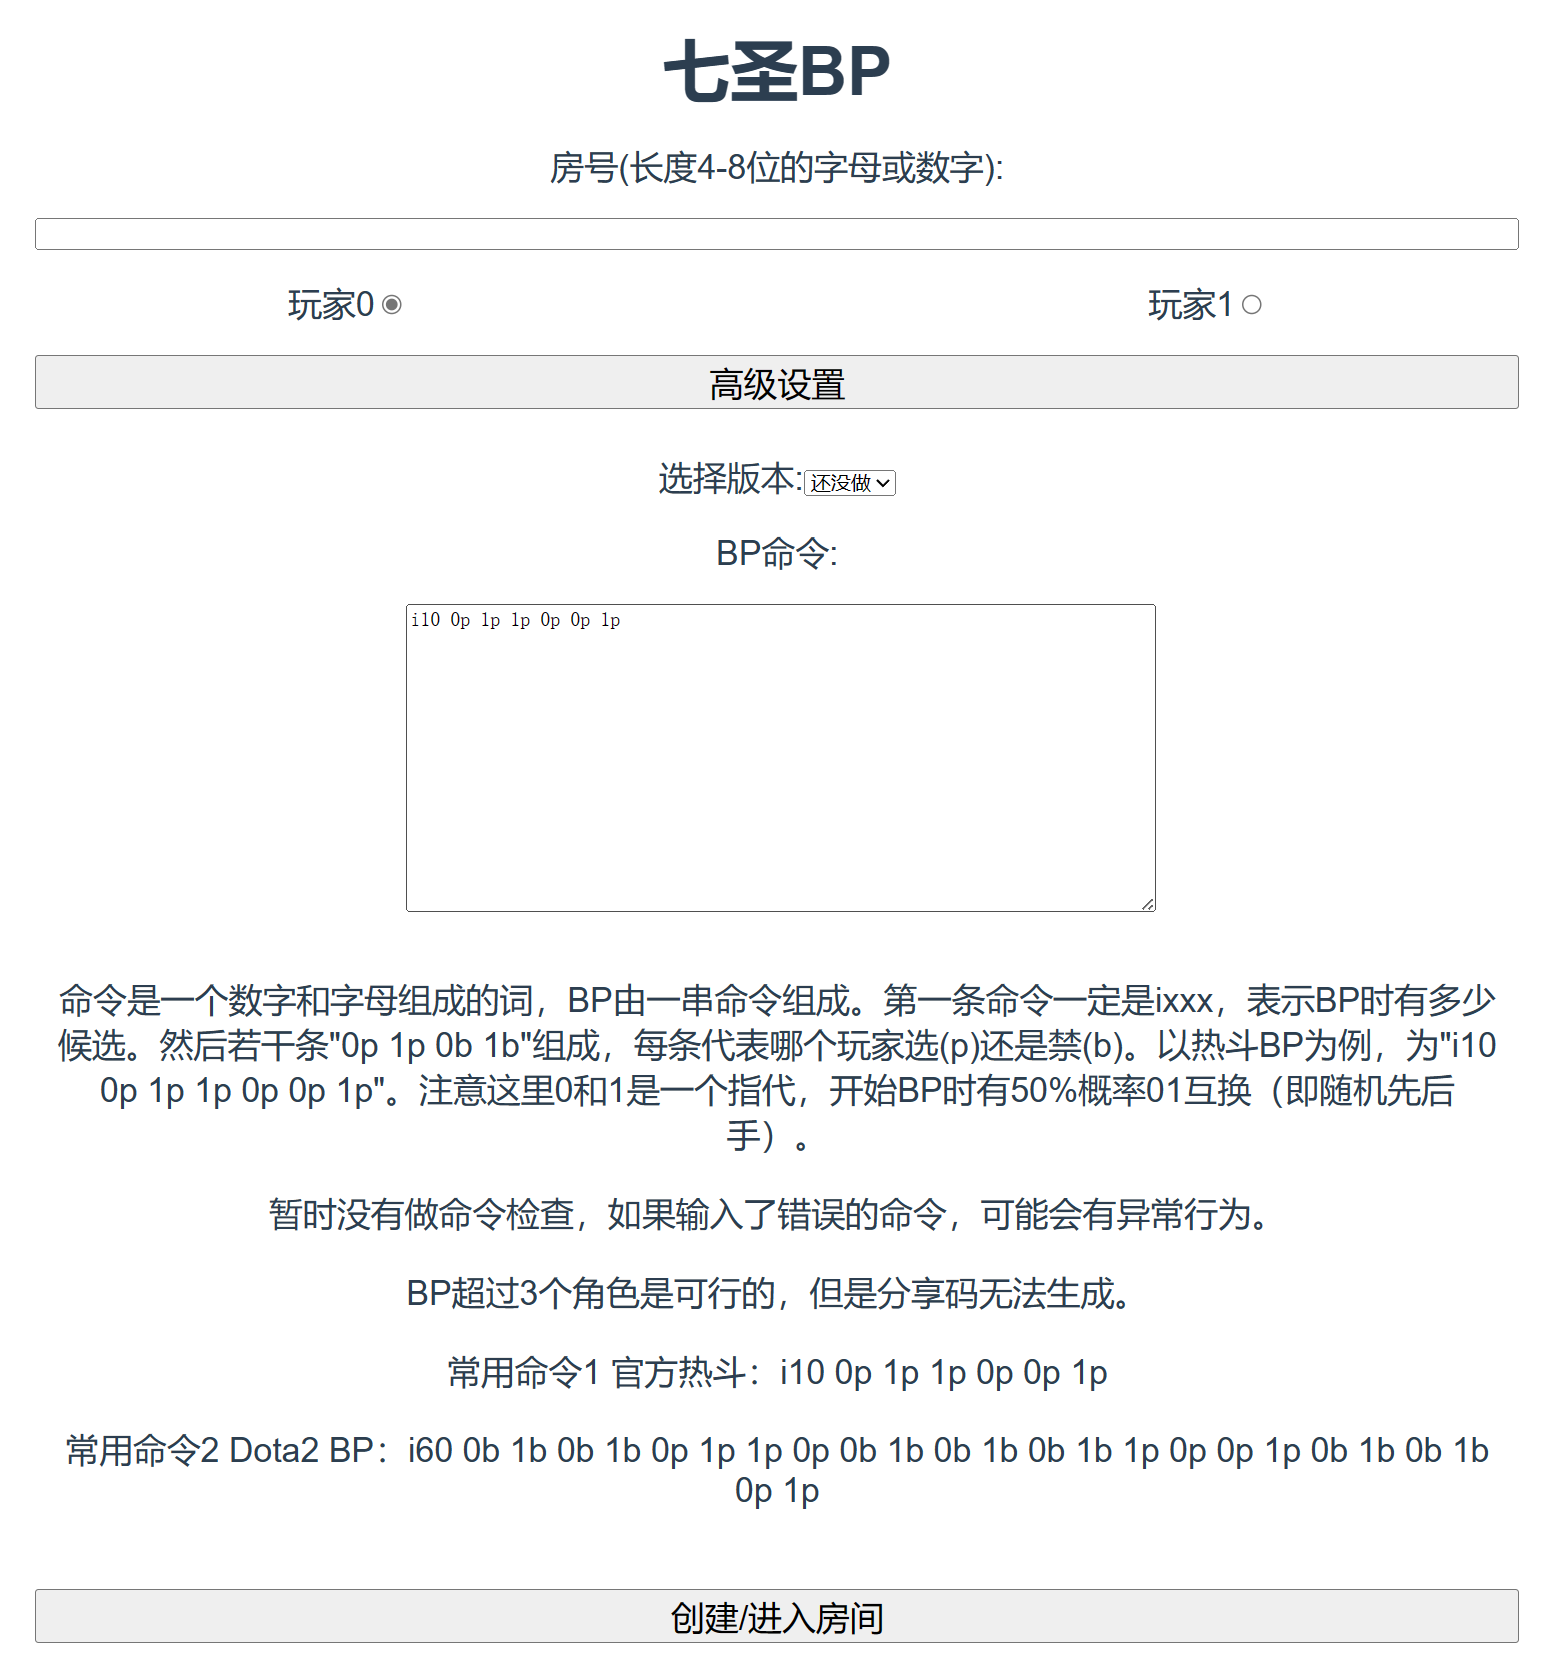 七圣BP
房号(长度4-8位的字母或数字):
玩家0 玩家1
高级设置
选择版本:还没做
BP命令:
i10 0p 1p 1p 0p 0p 1p
命令是一个数字和字母组成的词，BP由一串命令组成。第一条命令一定是ixxx，表示BP时有多少
候选。然后若干条"0p 1p 0b 1b"组成，每条代表哪个玩家选(p)还是禁(b)。以热斗BP为例，为"i10
0p 1p 1p 0p 0p 1p"。注意这里0和1是一个指代，开始BP时有50%概率01互换（即随机先后
手）。
暂时没有做命令检查，如果输入了错误的命令，可能会有异常行为。
BP超过3个角色是可行的，但是分享码无法生成。
常用命令1 官方热斗：i10 0p 1p 1p 0p 0p 1p
常用命令2 Dota2 BP：i60 0b 1b 0b 1b 0p 1p 1p 0p 0b 1b 0b 1b 0b 1b 1p 0p 0p 1p 0b 1b 0b 1b
0p 1p
创建/进入房间